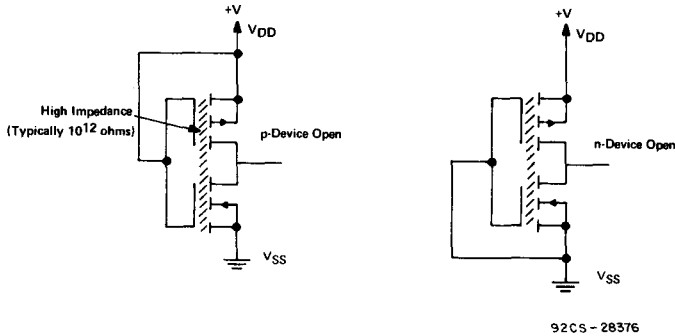 +V
VDD
High Impedance
(Typically 10¹² ohms)
p-Device Open
VSS
+V
VDD
n-Device Open
VSS
92CS-28376